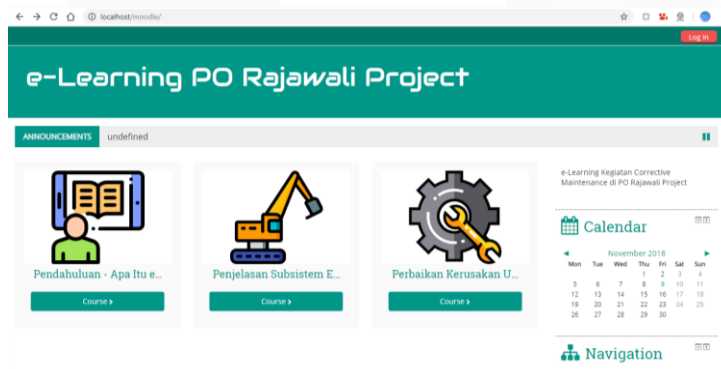 localhost/moodle/
Log in
e-Learning PO Rajawali Project
ANNOUNCEMENTS undefined
Pendahuluan - Apa Itu e...
Course
Penjelasan Subsistem E...
Course
Perbaikan Kerusakan U...
Course
e-Learning Kegiatan Corrective
Maintenance di PO Rajawali Project
Calendar
November 2018
Mon Tue Wed Thu Fri Sat Sun
1 2 3 4
5 6 7 8 9 10 11
12 13 14 15 16 17 18
19 20 21 22 23 24 25
26 27 28 29 30
Navigation